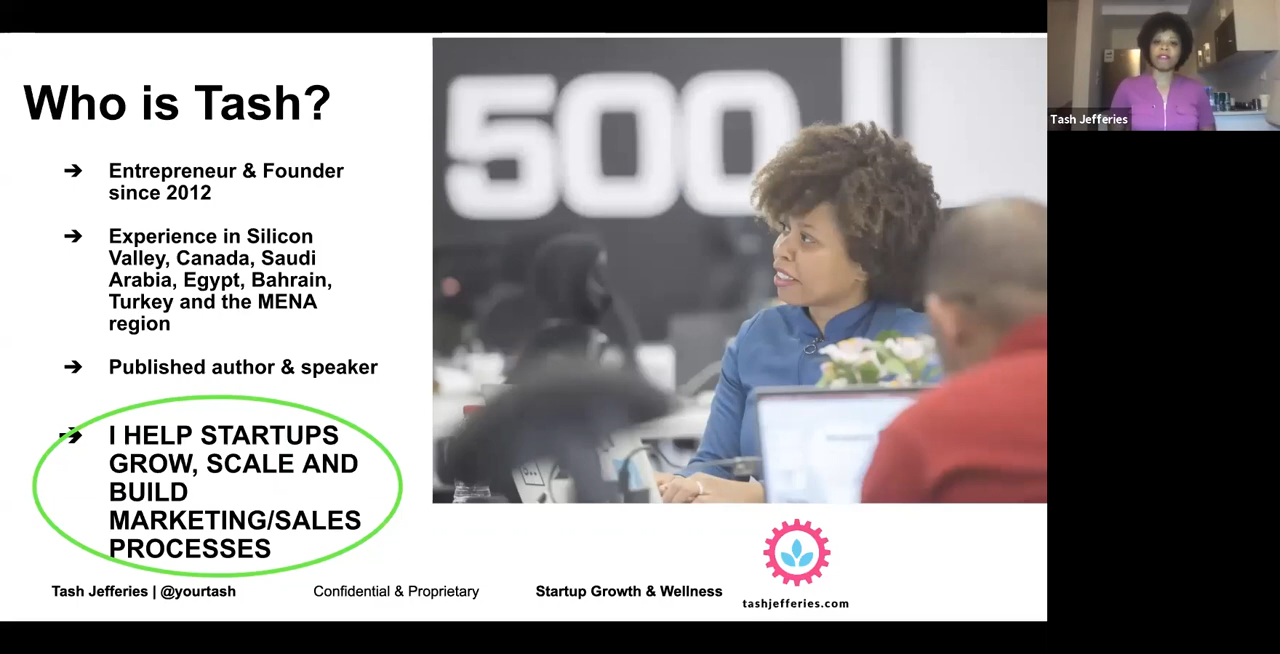 Who is Tash?
➔ Entrepreneur & Founder
since 2012
➔ Experience in Silicon
Valley, Canada, Saudi
Arabia, Egypt, Bahrain,
Turkey and the MENA
region
➔ Published author & speaker
➔ I HELP STARTUPS
GROW, SCALE AND
BUILD
MARKETING/SALES
PROCESSES
500
Tash Jefferies | @yourtash
Confidential & Proprietary
Startup Growth & Wellness
tashjefferies.com
Tash Jefferies